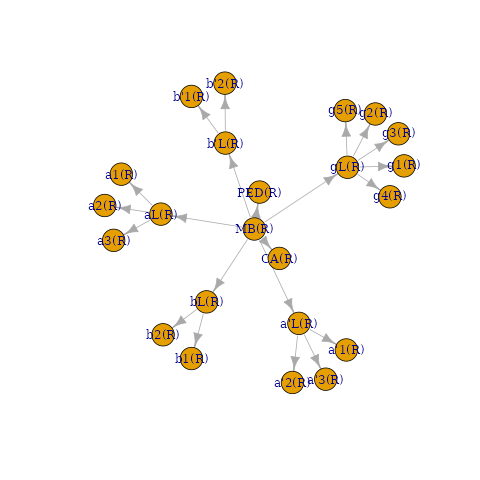 b'2(R)
b'1(R)
g5(R)
g2(R)
g3(R)
b'L(R)
g1(R)
gL(R)
a1(R)
PED(R)
g4(R)
a2(R)
aL(R)
MB(R)
a3(R)
CA(R)
bL(R)
a'L(R)
b2(R)
a'1(R)
b1(R)
a'3(R)
a'2(R)